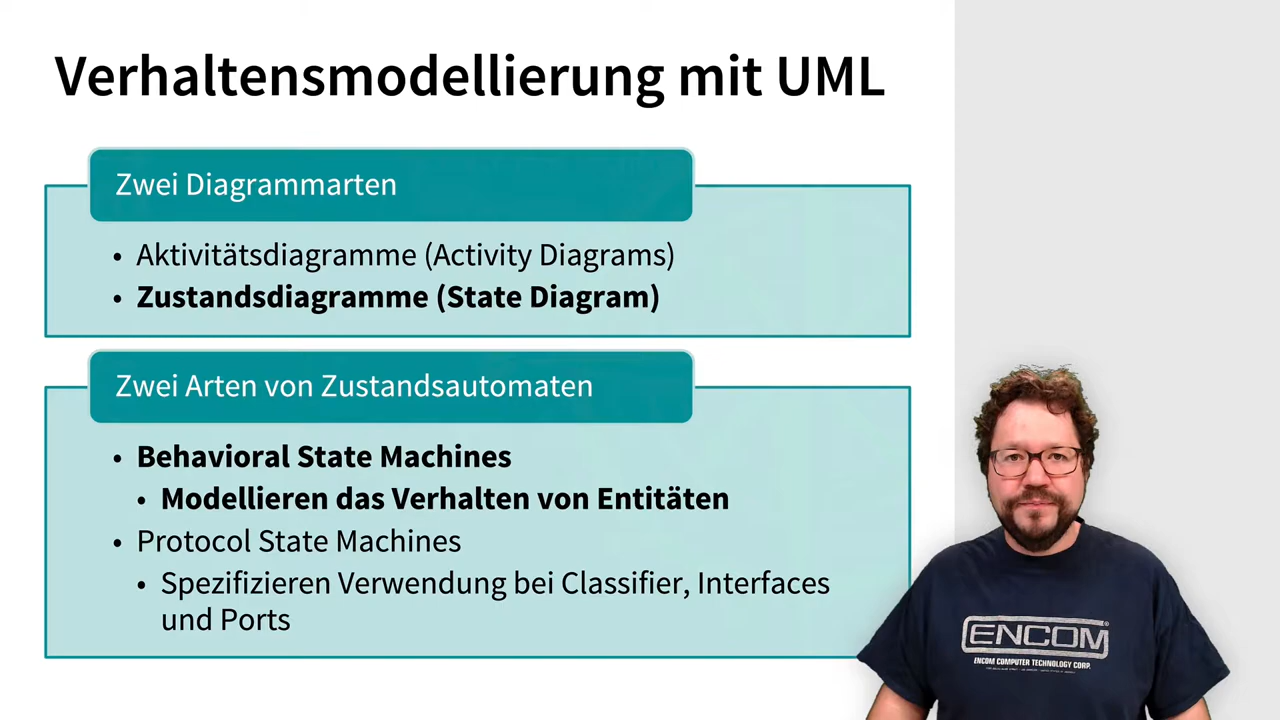 Verhaltensmodellierung mit UML
Zwei Diagrammarten
• Aktivitätsdiagramme (Activity Diagrams)
• Zustandsdiagramme (State Diagram)
Zwei Arten von Zustandsautomaten
• Behavioral State Machines
• Modellieren das Verhalten von Entitäten
• Protocol State Machines
• Spezifizieren Verwendung bei Classifier, Interfaces
und Ports
ENCOM®
ENCOM COMPUTER TECHNOLOGY CORP.